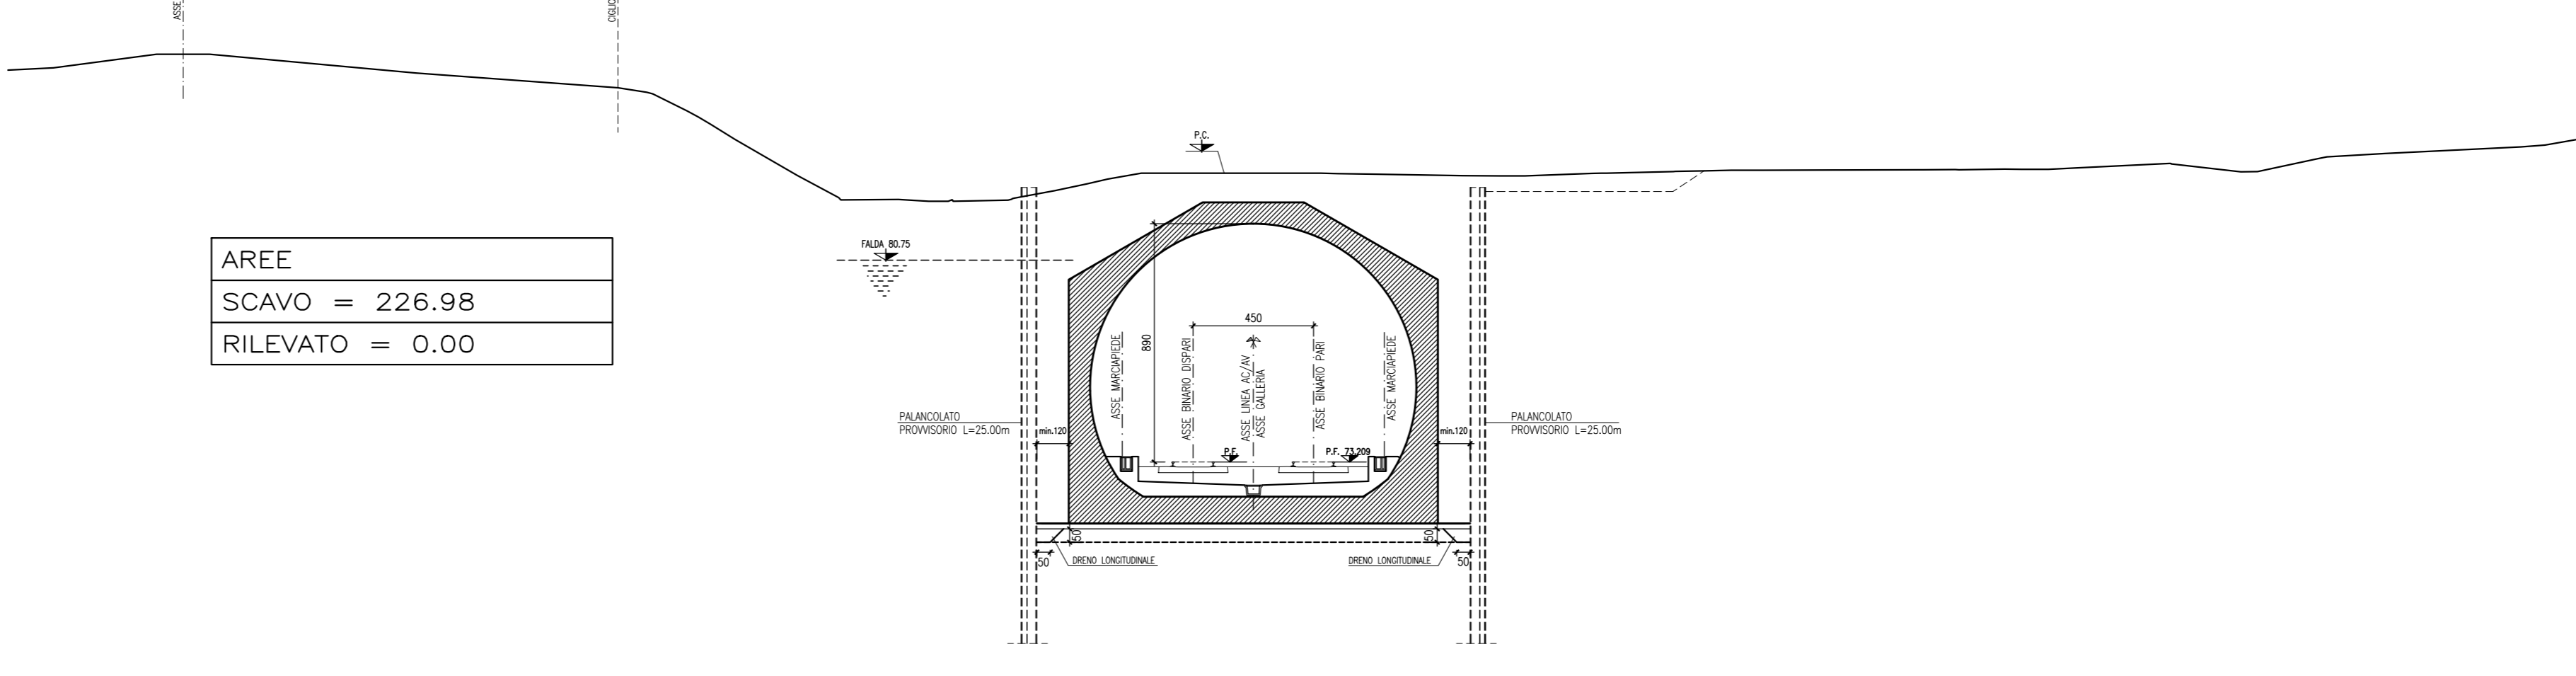 ASSE
P.C.
AREE
SCAVO = 226.98
RILEVATO = 0.00
FALDA 80.75
450
890
ASSE MARCIAPIEDE
ASSE BINARIO DISPARI
ASSE LINEA AC/AV
ASSE GALLERIA
ASSE BINARIO PARI
ASSE MARCIAPIEDE
PALANCOLATO
PROVVISORIO L=25.00m
min.120
min.120
PALANCOLATO
PROVVISORIO L=25.00m
P.F.
P.F. 73,209
50
50
50
DRENO LONGITUDINALE
DRENO LONGITUDINALE
50